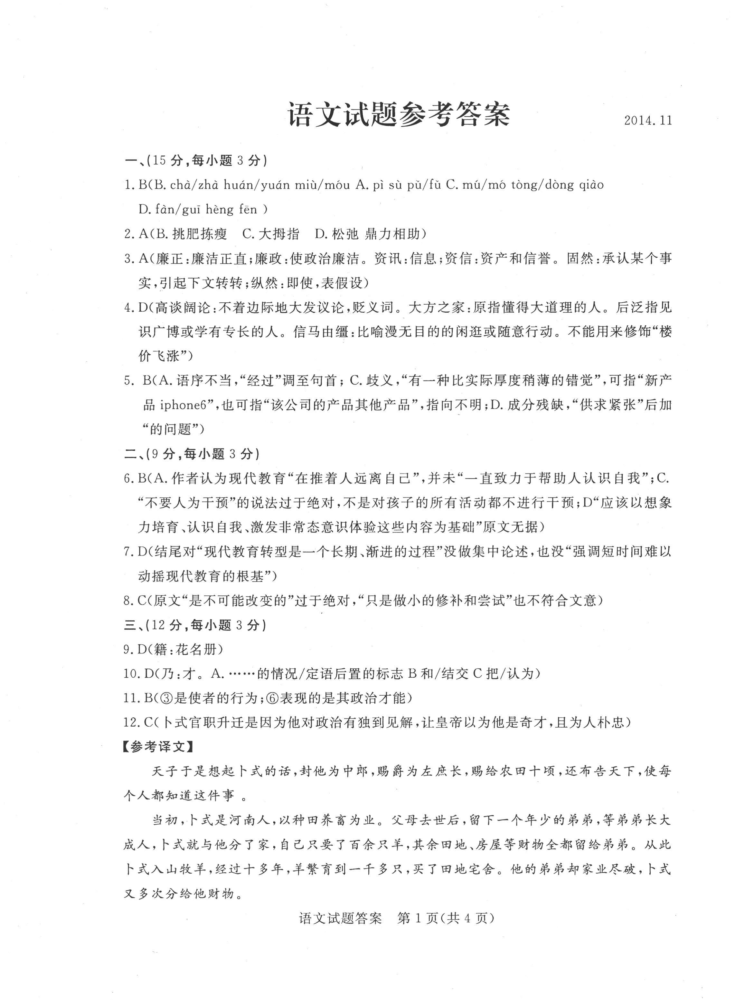 语文试题参考答案
2014.11
一、(15 分,每小题 3 分)
1. B(B. chà/zhà huán/yuán miù/móu A. pì sù pǔ/fǔ C. mú/mó tòng/dòng qiào
D. fàn/guī hèng fēn )
2. A(B. 挑肥拣瘦　C. 大拇指　D. 松弛 鼎力相助)
3. A(廉正:廉洁正直;廉政:使政治廉洁。资讯:信息;资信:资产和信誉。固然:承认某个事
实,引起下文转转;纵然:即使,表假设)
4. D(高谈阔论:不着边际地大发议论,贬义词。大方之家:原指懂得大道理的人。后泛指见
识广博或学有专长的人。信马由缰:比喻漫无目的的闲逛或随意行动。不能用来修饰“楼
价飞涨”)
5. B(A. 语序不当,“经过”调至句首; C. 歧义,“有一种比实际厚度稍薄的错觉”,可指“新产
品 iphone6”,也可指“该公司的产品其他产品”,指向不明;D. 成分残缺,“供求紧张”后加
“的问题”)
二、(9 分,每小题 3 分)
6. B(A. 作者认为现代教育“在推着人远离自己”,并未“一直致力于帮助人认识自我”;C.
“不要人为干预”的说法过于绝对,不是对孩子的所有活动都不进行干预;D“应该以想象
力培育、认识自我、激发非常态意识体验这些内容为基础”原文无据)
7. D(结尾对“现代教育转型是一个长期、渐进的过程”没做集中论述,也没“强调短时间难以
动摇现代教育的根基”)
8. C(原文“是不可能改变的”过于绝对,“只是做小的修补和尝试”也不符合文意)
三、(12 分,每小题 3 分)
9. D(籍:花名册)
10. D(乃:才。A. ……的情况/定语后置的标志 B 和/结交 C 把/认为)
11. B(③是使者的行为;⑥表现的是其政治才能)
12. C(卜式官职升迁是因为他对政治有独到见解,让皇帝以为他是奇才,且为人朴忠)
【参考译文】
天子于是想起卜式的话,封他为中郎,赐爵为左庶长,赐给农田十顷,还布告天下,使每
个人都知道这件事 。
当初,卜式是河南人,以种田养畜为业。父母去世后,留下一个年少的弟弟,等弟弟长大
成人,卜式就与他分了家,自己只要了百余只羊,其余田地、房屋等财物全都留给弟弟。从此
卜式入山牧羊,经过十多年,羊繁育到一千多只,买了田地宅舍。他的弟弟却家业尽破,卜式
又多次分给他财物。
语文试题答案　第 1 页(共 4 页)